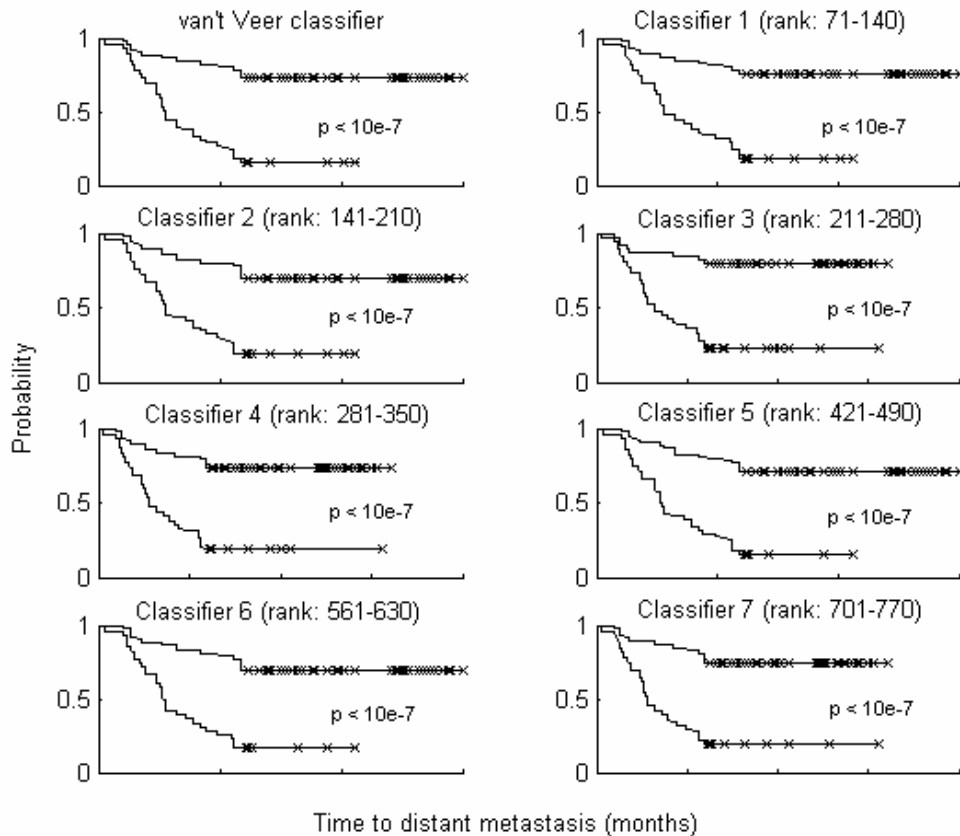 van't Veer classifier
Classifier 1 (rank: 71-140)
1
0.5
0
p < 10e-7
1
0.5
0
p < 10e-7
Classifier 2 (rank: 141-210)
Classifier 3 (rank: 211-280)
1
0.5
0
p < 10e-7
1
0.5
0
p < 10e-7
Probability
Classifier 4 (rank: 281-350)
Classifier 5 (rank: 421-490)
1
0.5
0
p < 10e-7
1
0.5
0
p < 10e-7
Classifier 6 (rank: 561-630)
Classifier 7 (rank: 701-770)
1
0.5
0
p < 10e-7
1
0.5
0
p < 10e-7
Time to distant metastasis (months)